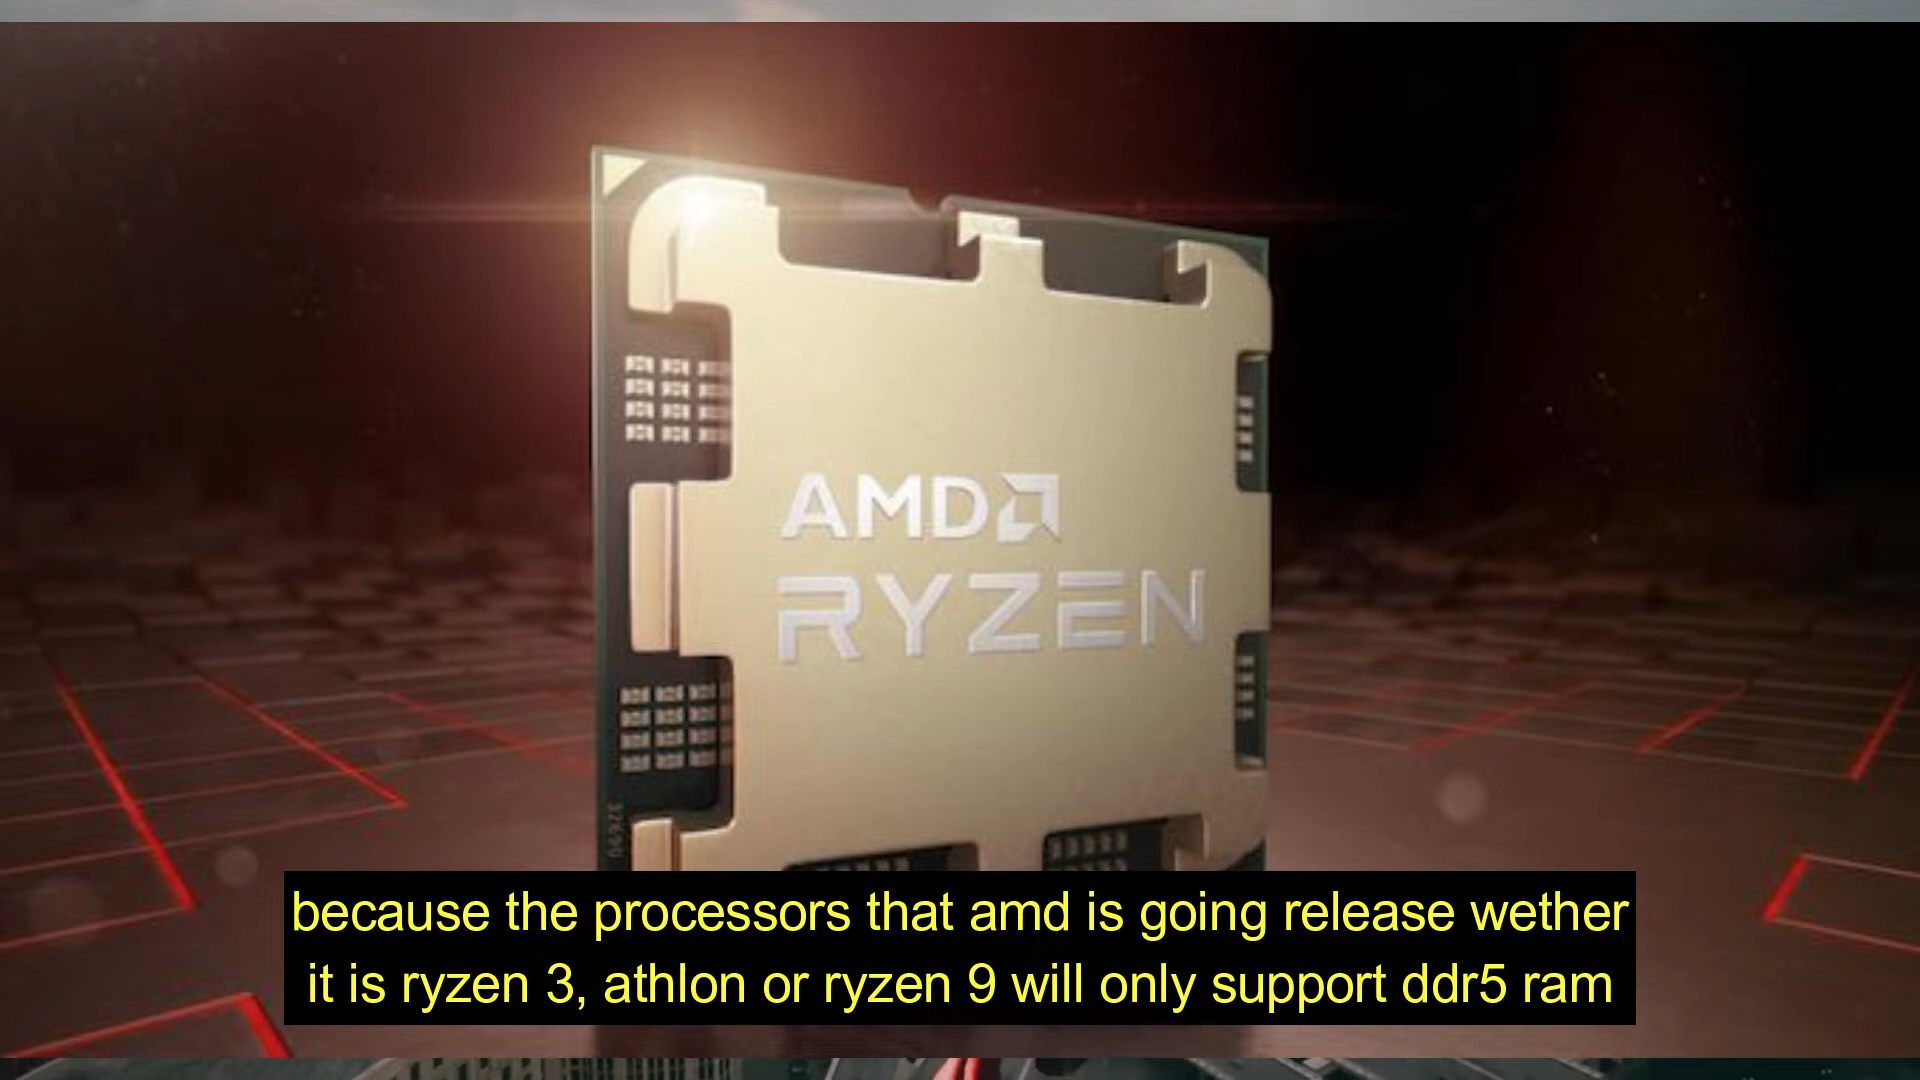 AMD
RYZEN
because the processors that amd is going release wether
it is ryzen 3, athlon or ryzen 9 will only support ddr5 ram